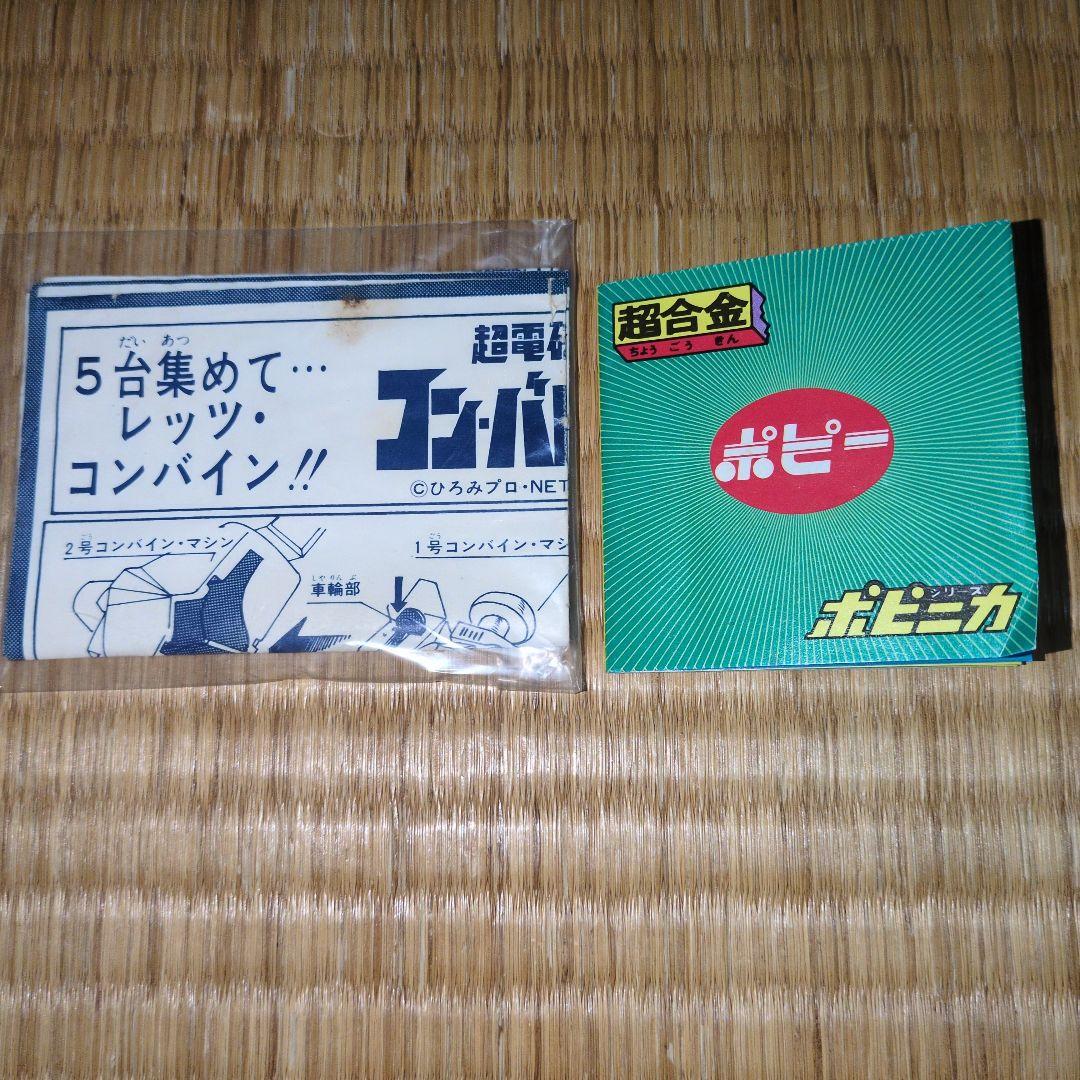 だい あつ
5台集めて…
レッツ・
コンバイン!!
超電磁
コン・バト
©ひろみプロ・NET
ごう
2号コンバイン・マシン
ごう
1号コンバイン・マシ
しゃりんぶ
車輪部
超合金
ちょう ごう きん
ポピー
ポピニカ
シリーズ